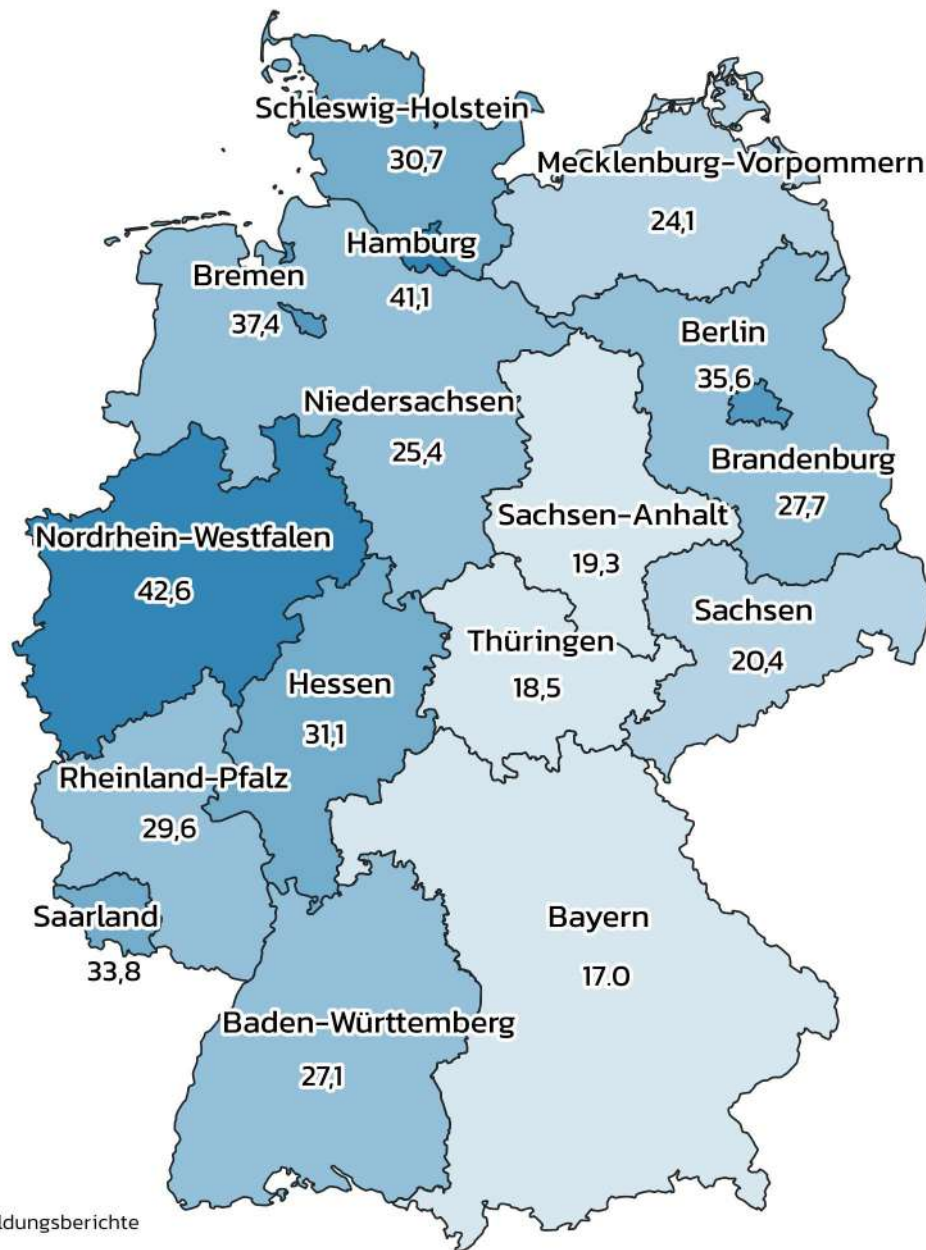 Schleswig-Holstein
30,7
Mecklenburg-Vorpommern
24,1
Hamburg
41,1
Bremen
37,4
Berlin
35,6
Niedersachsen
25,4
Brandenburg
27,7
Sachsen-Anhalt
19,3
Nordrhein-Westfalen
42,6
Sachsen
20,4
Thüringen
18,5
Hessen
31,1
Rheinland-Pfalz
29,6
Saarland
33,8
Bayern
17.0
Baden-Württemberg
27,1
ldungsberichte